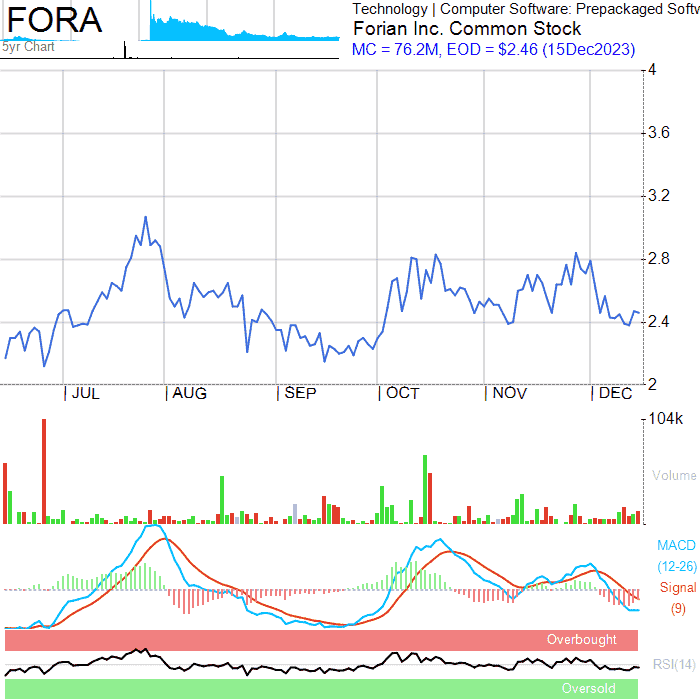 FORA
5yr Chart
Technology | Computer Software: Prepackaged Softw
Forian Inc. Common Stock
MC = 76.2M, EOD = $2.46 (15Dec2023)
4
3.6
3.2
2.8
2.4
2
| JUL | AUG | SEP | OCT | NOV | DEC
104k
Volume
MACD
(12-26)
Signal
(9)
Overbought
RSI(14)
Oversold